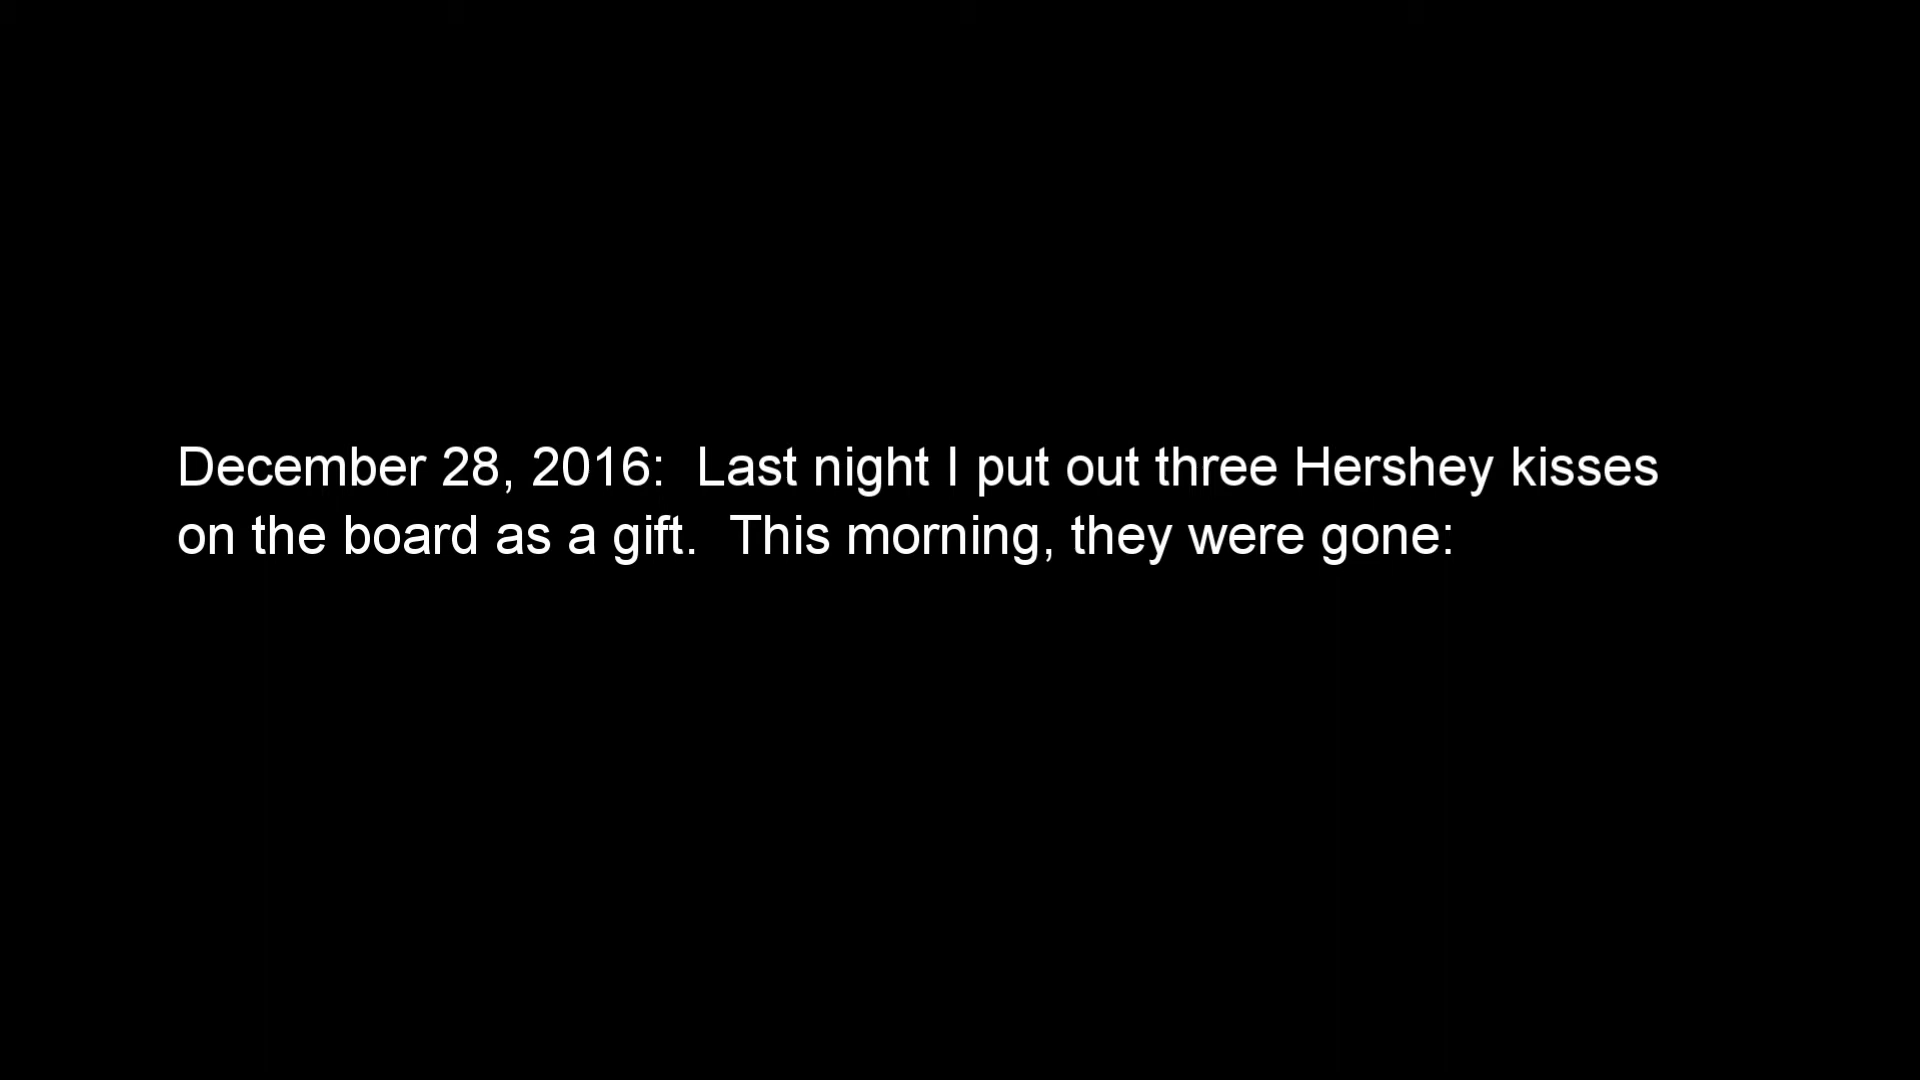 December 28, 2016:  Last night I put out three Hershey kisses
on the board as a gift.  This morning, they were gone: